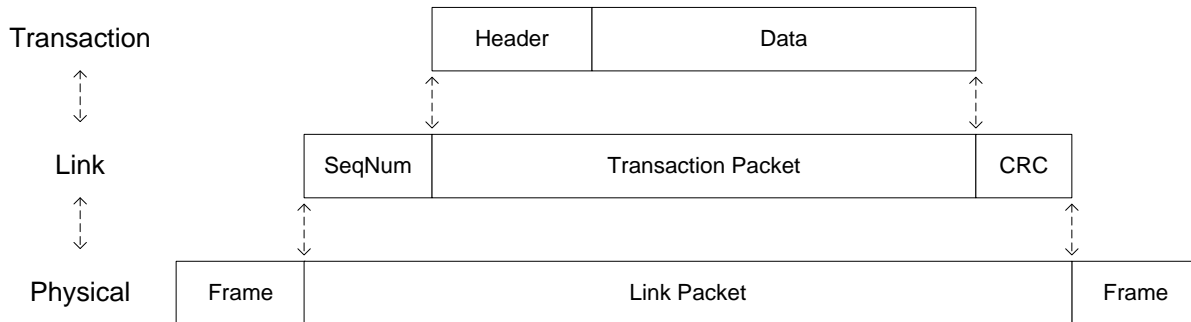 Transaction Header Data
Link SeqNum Transaction Packet CRC
Physical Frame Link Packet Frame